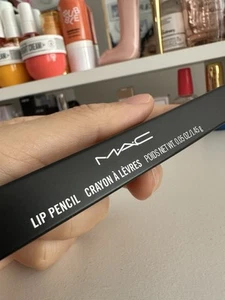 MAC
LIP PENCIL CRAYON À LÈVRES POIDS NET WT. 0.05 OZ/1.45 g